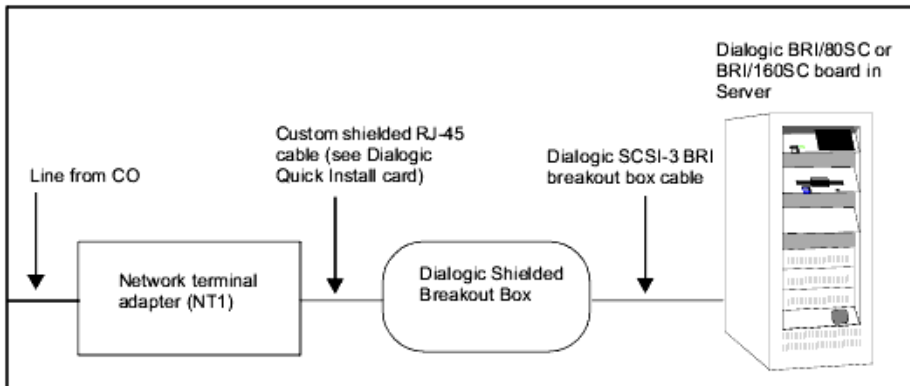 Dialogic BRI/80SC or
BRI/160SC board in
Server
Custom shielded RJ-45
cable (see Dialogic
Quick Install card)
Dialogic SCSI-3 BRI
breakout box cable
Line from CO
Network terminal
adapter (NT1)
Dialogic Shielded
Breakout Box